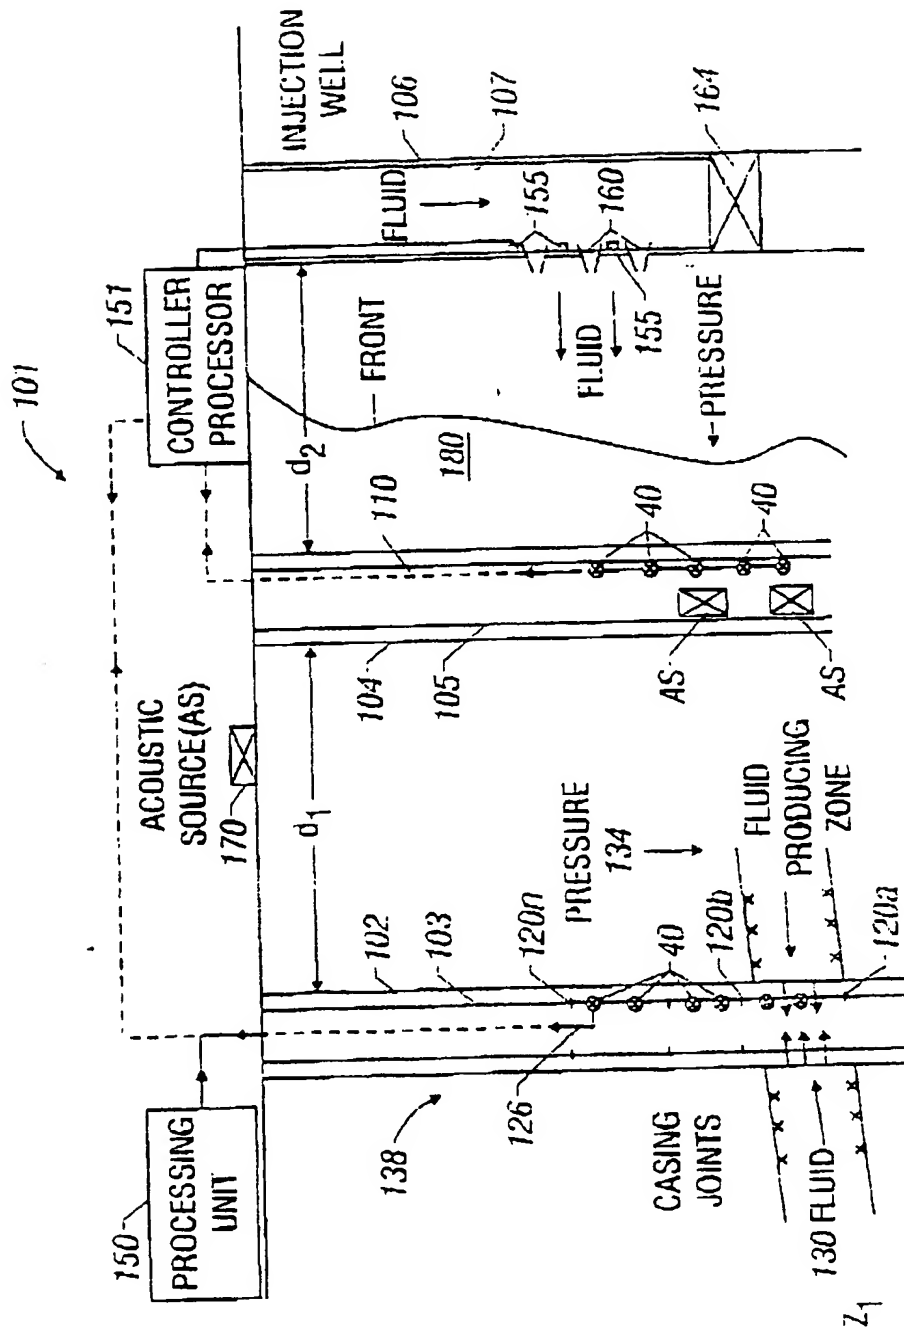 101
150
PROCESSING
UNIT
ACOUSTIC
SOURCE(AS)
170
151
CONTROLLER
PROCESSOR
INJECTION
WELL
138
126
102
103
120n
d1
PRESSURE
134
104
105
110
d2
180
FRONT
FLUID
106
107
155
160
155
164
FLUID
PRESSURE
40
40
40
AS
AS
CASING
JOINTS
120b
FLUID
PRODUCING
ZONE
120a
130 FLUID
Z1